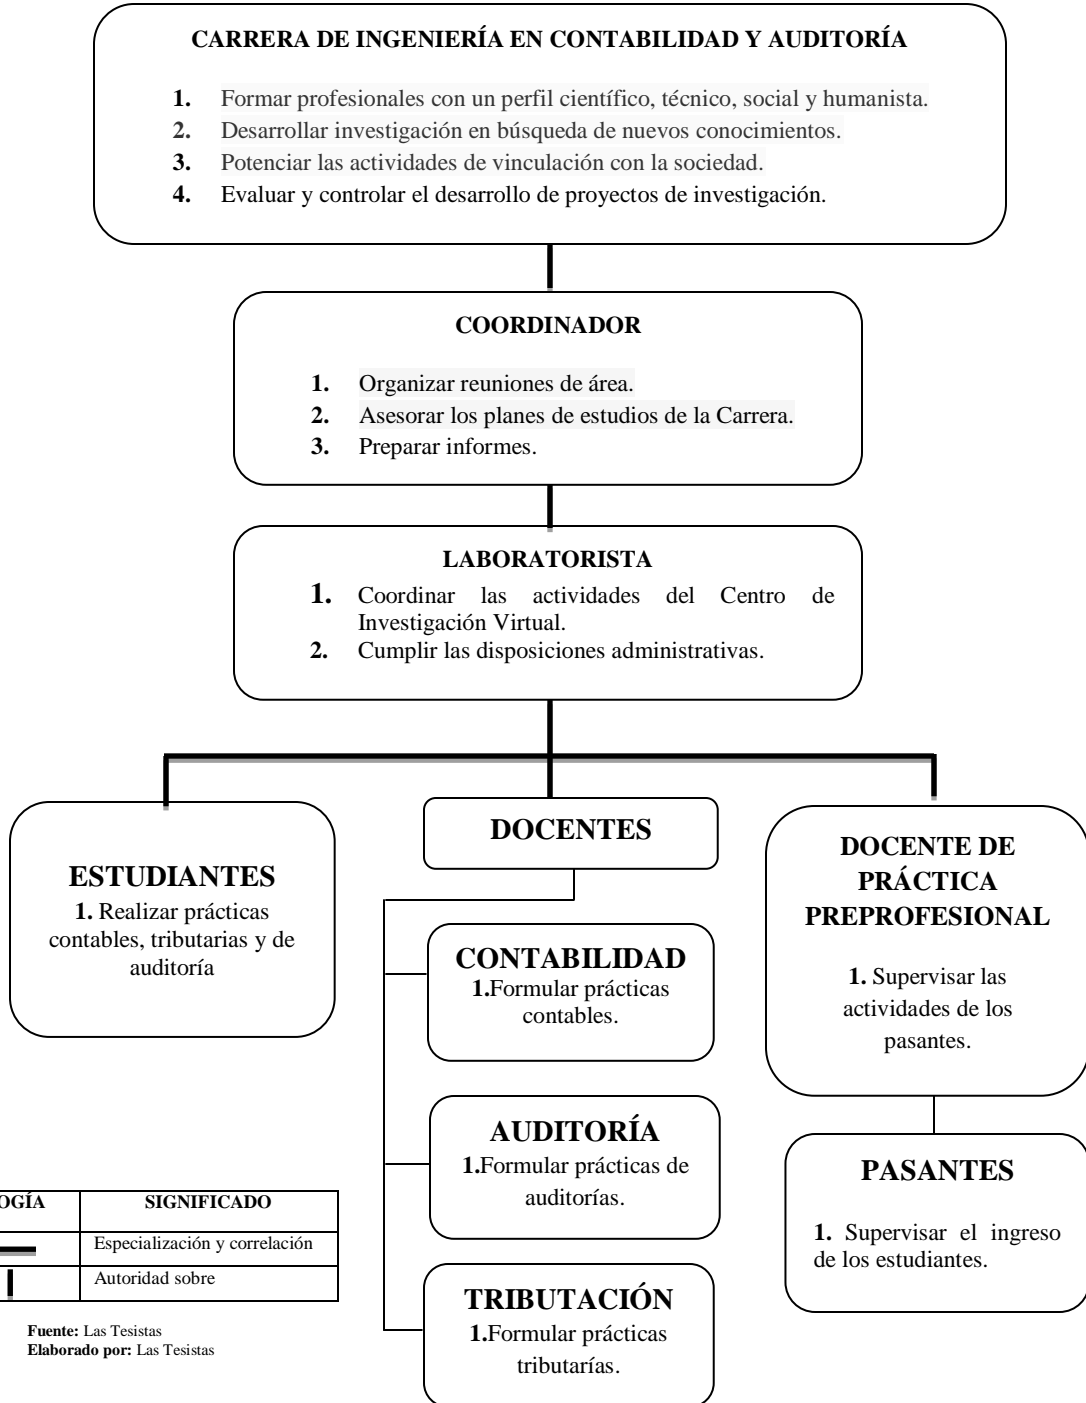 CARRERA DE INGENIERÍA EN CONTABILIDAD Y AUDITORÍA
1. Formar profesionales con un perfil científico, técnico, social y humanista.
2. Desarrollar investigación en búsqueda de nuevos conocimientos.
3. Potenciar las actividades de vinculación con la sociedad.
4. Evaluar y controlar el desarrollo de proyectos de investigación.
COORDINADOR
1. Organizar reuniones de área.
2. Asesorar los planes de estudios de la Carrera.
3. Preparar informes.
LABORATORISTA
1. Coordinar las actividades del Centro de
Investigación Virtual.
2. Cumplir las disposiciones administrativas.
ESTUDIANTES
1. Realizar prácticas
contables, tributarias y de
auditoría
DOCENTES
CONTABILIDAD
1.Formular prácticas
contables.
AUDITORÍA
1.Formular prácticas de
auditorías.
TRIBUTACIÓN
1.Formular prácticas
tributarías.
DOCENTE DE
PRÁCTICA
PREPROFESIONAL
1. Supervisar las
actividades de los
pasantes.
PASANTES
1. Supervisar el ingreso
de los estudiantes.
OGÍA SIGNIFICADO
Especialización y correlación
Autoridad sobre
Fuente: Las Tesistas
Elaborado por: Las Tesistas